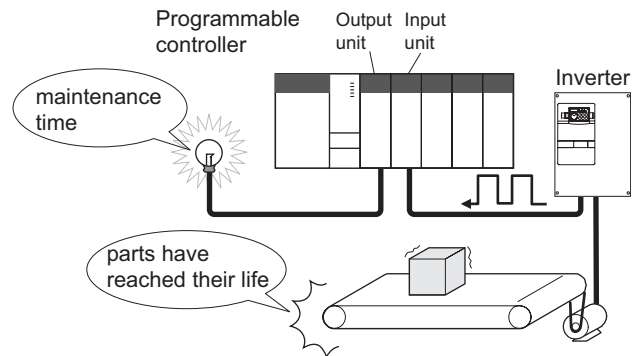 Programmable
controller
Output
unit
Input
unit
Inverter
maintenance
time
parts have
reached their life